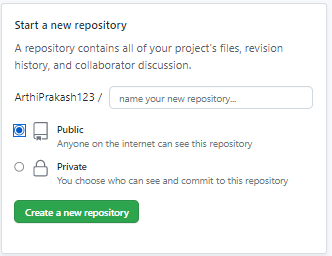 Start a new repository
A repository contains all of your project's files, revision
history, and collaborator discussion.
ArthiPrakash123 / name your new repository...
Public
Anyone on the internet can see this repository
Private
You choose who can see and commit to this repository
Create a new repository